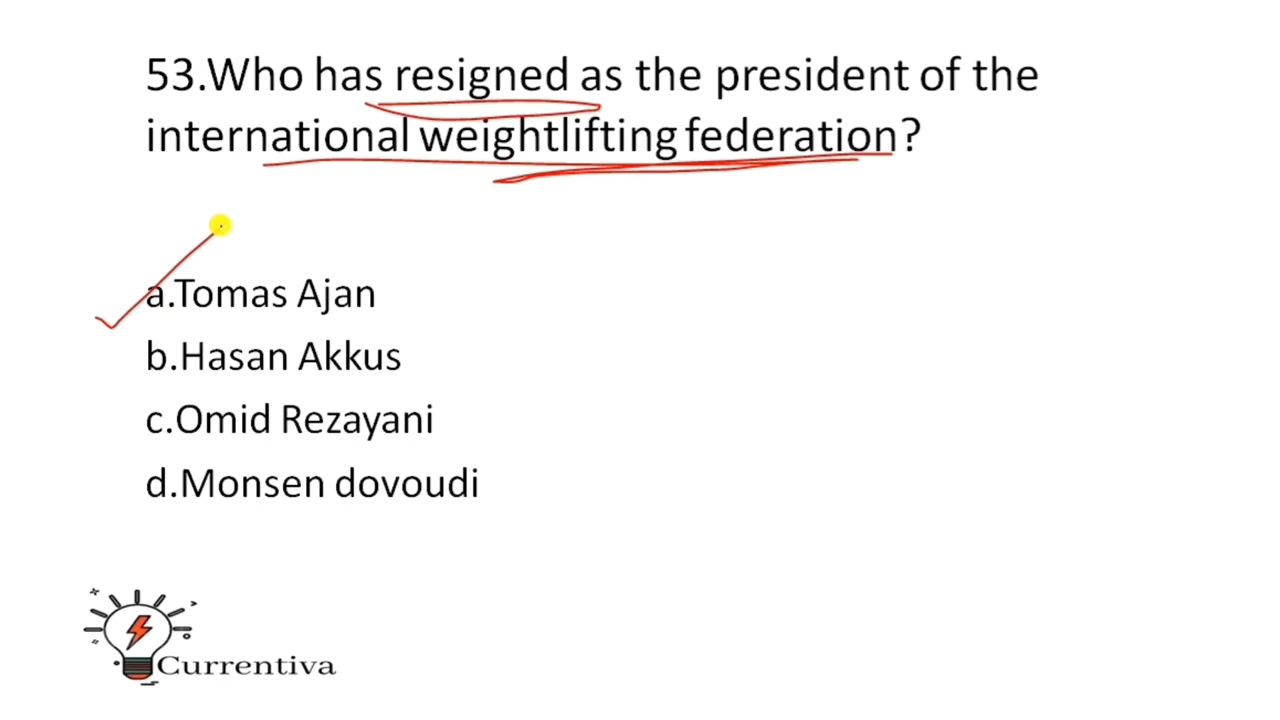 53.Who has resigned as the president of the
international weightlifting federation?
a.Tomas Ajan
b.Hasan Akkus
c.Omid Rezayani
d.Monsen dovoudi
Currentiva